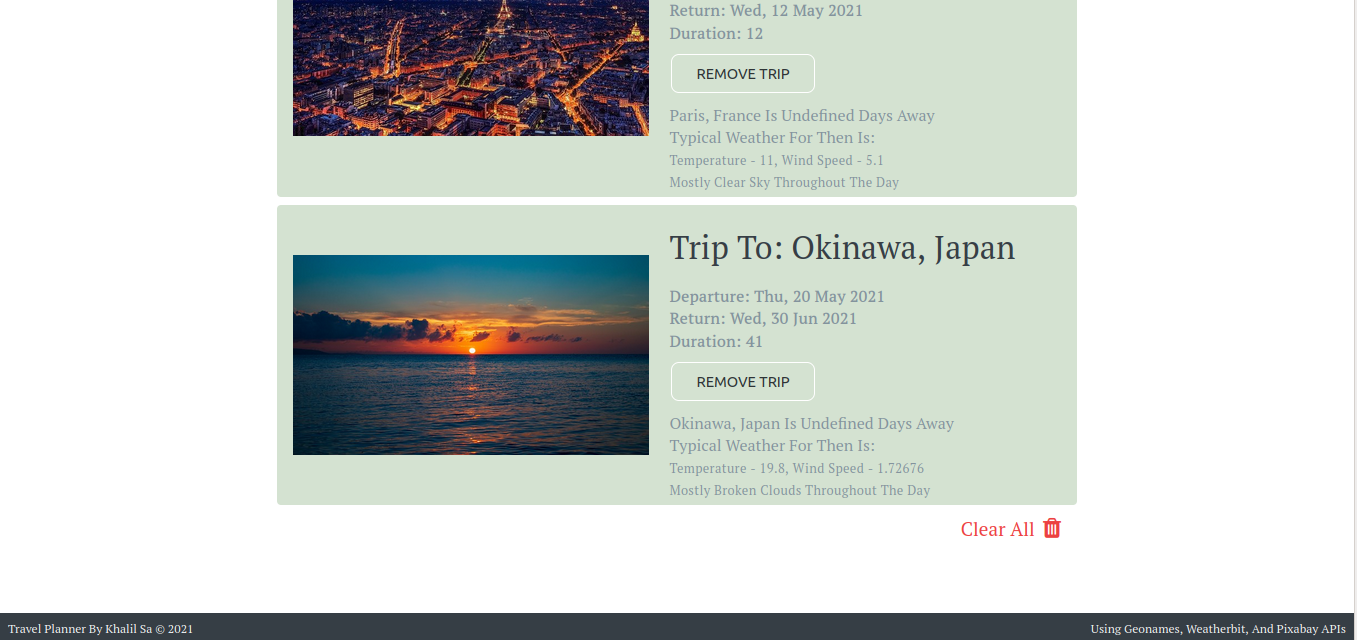 Return: Wed, 12 May 2021
Duration: 12
REMOVE TRIP
Paris, France Is Undefined Days Away
Typical Weather For Then Is:
Temperature - 11, Wind Speed - 5.1
Mostly Clear Sky Throughout The Day
Trip To: Okinawa, Japan
Departure: Thu, 20 May 2021
Return: Wed, 30 Jun 2021
Duration: 41
REMOVE TRIP
Okinawa, Japan Is Undefined Days Away
Typical Weather For Then Is:
Temperature - 19.8, Wind Speed - 1.72676
Mostly Broken Clouds Throughout The Day
Clear All
Travel Planner By Khalil Sa © 2021
Using Geonames, Weatherbit, And Pixabay APIs